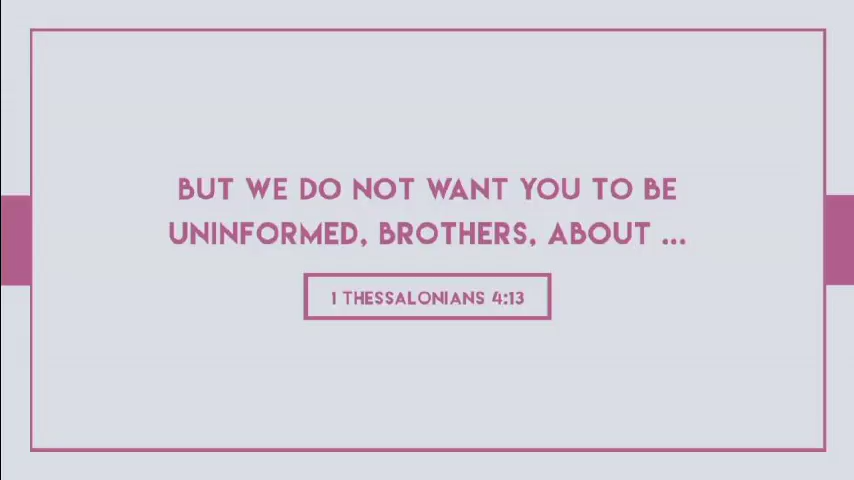 BUT WE DO NOT WANT YOU TO BE
UNINFORMED, BROTHERS, ABOUT ...
1 THESSALONIANS 4:13